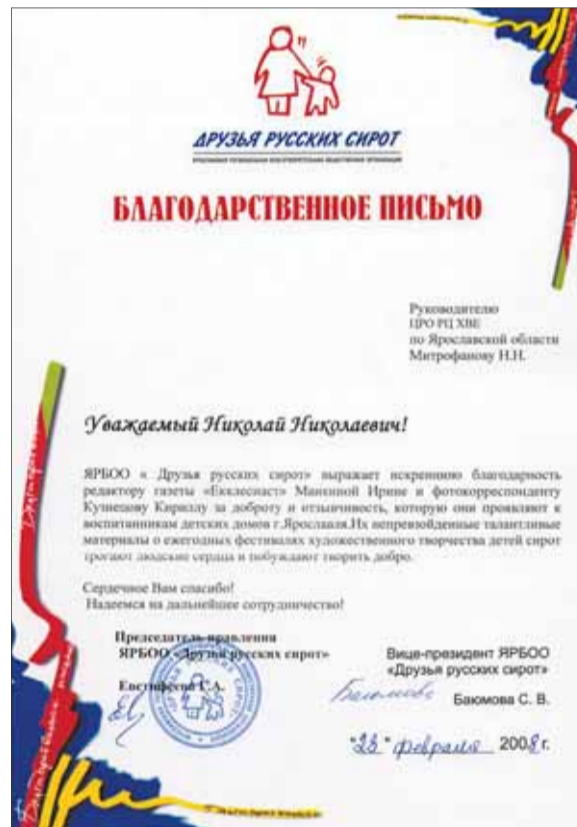 ДРУЗЬЯ РУССКИХ СИРОТ
БЛАГОДАРСТВЕННОЕ ПИСЬМО
Руководителю
ЦРО РЦ ХВЕ
по Ярославской области
Митрофанову Н.Н.
Уважаемый Николай Николаевич!
ЯРБОО « Друзья русских сирот» выражает искреннюю благодарность
редактору газеты «Екклесиаст» Ирине и фотокорреспонденту
Кузнецову Кириллу за доброту и отзывчивость, которую они проявляют к
воспитанникам детских домов г.Ярославля.Их непревзойденные талантливые
материалы о ежегодных фестивалях художественного творчества детей сирот
трогают людские сердца и побуждают творить добро.
Сердечное Вам спасибо!
Надеемся на дальнейшее сотрудничество!
Председатель правления
ЯРБОО «Друзья русских сирот»
Евстифеева Г.А.
Вице-президент ЯРБОО
«Друзья русских сирот»
Баюмова Баюмова С. В.
"28" февраля 2008 г.